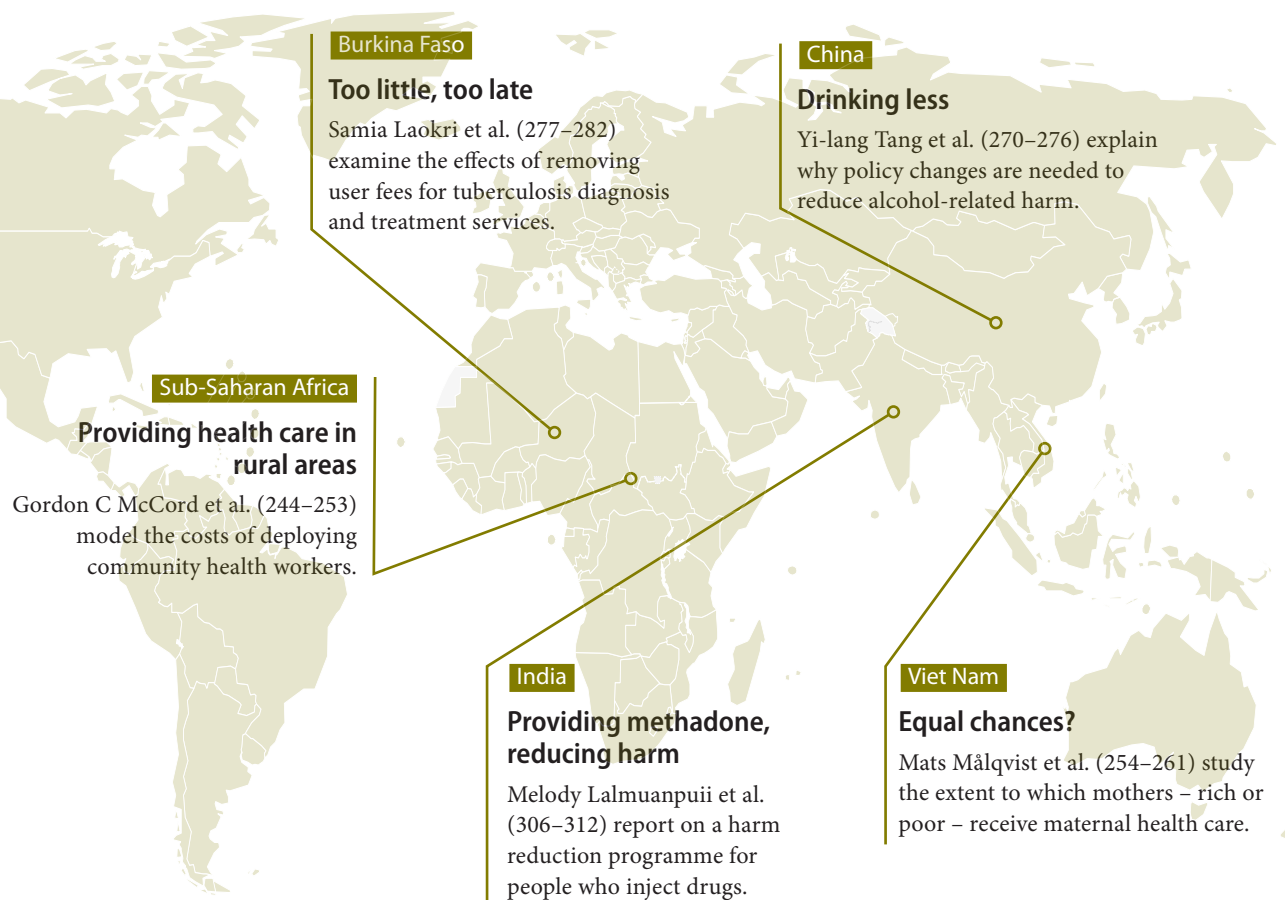 Burkina Faso
Too little, too late
Samia Laokri et al. (277–282)
examine the effects of removing
user fees for tuberculosis diagnosis
and treatment services.
China
Drinking less
Yi-lang Tang et al. (270–276) explain
why policy changes are needed to
reduce alcohol-related harm.
Sub-Saharan Africa
Providing health care in
rural areas
Gordon C McCord et al. (244–253)
model the costs of deploying
community health workers.
India
Providing methadone,
reducing harm
Melody Lalmuanpuii et al.
(306–312) report on a harm
reduction programme for
people who inject drugs.
Viet Nam
Equal chances?
Mats Målqvist et al. (254–261) study
the extent to which mothers – rich or
poor – receive maternal health care.